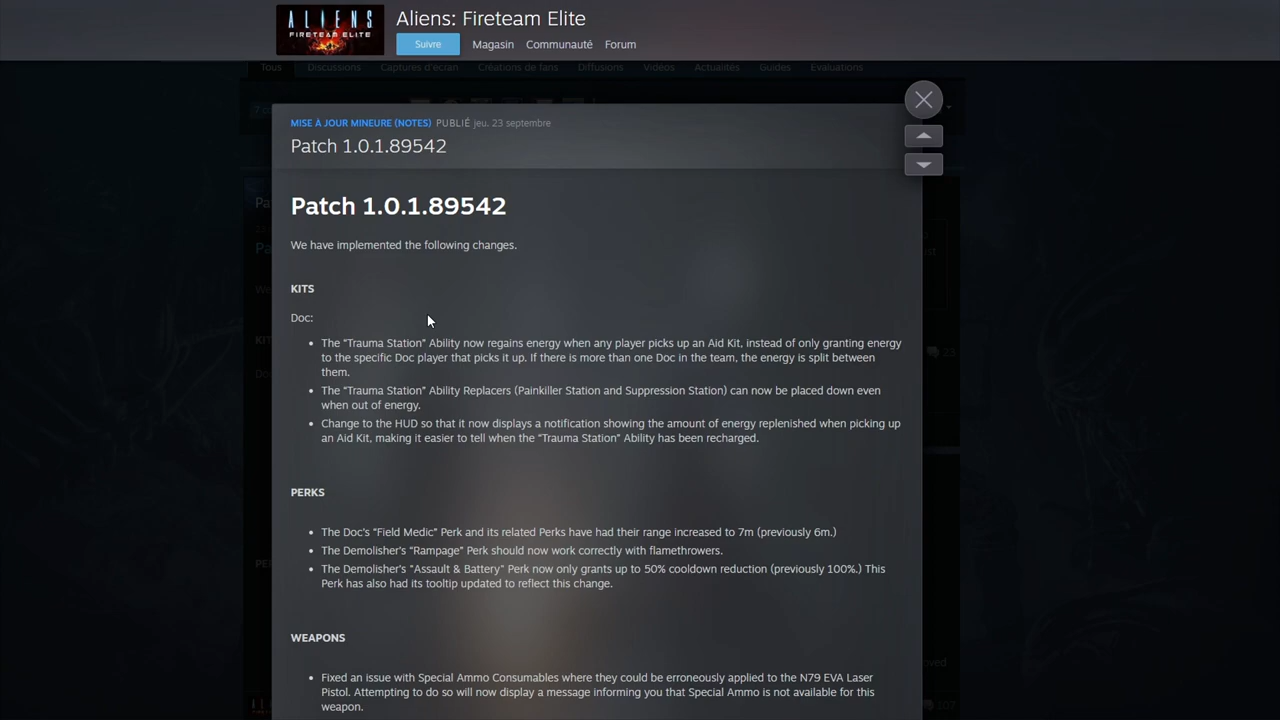 ALIENS
FIRETEAM ELITE
Aliens: Fireteam Elite
Suivre Magasin Communauté Forum
Tous Discussions Captures d'écran Créations de fans Diffusions Vidéos Actualités Guides Évaluations
MISE À JOUR MINEURE (NOTES) PUBLIÉ jeu. 23 septembre
Patch 1.0.1.89542
Patch 1.0.1.89542
We have implemented the following changes.
KITS
Doc:
• The “Trauma Station” Ability now regains energy when any player picks up an Aid Kit, instead of only granting energy
to the specific Doc player that picks it up. If there is more than one Doc in the team, the energy is split between
them.
• The “Trauma Station” Ability Replacers (Painkiller Station and Suppression Station) can now be placed down even
when out of energy.
• Change to the HUD so that it now displays a notification showing the amount of energy replenished when picking up
an Aid Kit, making it easier to tell when the “Trauma Station” Ability has been recharged.
23
PERKS
• The Doc’s “Field Medic” Perk and its related Perks have had their range increased to 7m (previously 6m.)
• The Demolisher’s “Rampage” Perk should now work correctly with flamethrowers.
• The Demolisher’s “Assault & Battery” Perk now only grants up to 50% cooldown reduction (previously 100%.) This
Perk has also had its tooltip updated to reflect this change.
WEAPONS
• Fixed an issue with Special Ammo Consumables where they could be erroneously applied to the N79 EVA Laser
Pistol. Attempting to do so will now display a message informing you that Special Ammo is not available for this
weapon.
107